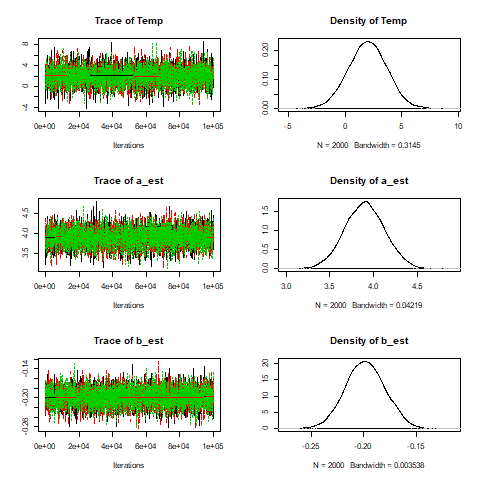 Trace of Temp
8
4
0
-4
0e+00 2e+04 4e+04 6e+04 8e+04 1e+05
Iterations
Density of Temp
0.20
0.10
0.00
-5 0 5 10
N = 2000 Bandwidth = 0.3145
Trace of a_est
4.5
4.0
3.5
0e+00 2e+04 4e+04 6e+04 8e+04 1e+05
Iterations
Density of a_est
1.5
1.0
0.5
0.0
3.0 3.5 4.0 4.5
N = 2000 Bandwidth = 0.04219
Trace of b_est
-0.14
-0.20
-0.26
0e+00 2e+04 4e+04 6e+04 8e+04 1e+05
Iterations
Density of b_est
20
15
10
5
0
-0.25 -0.20 -0.15
N = 2000 Bandwidth = 0.003538